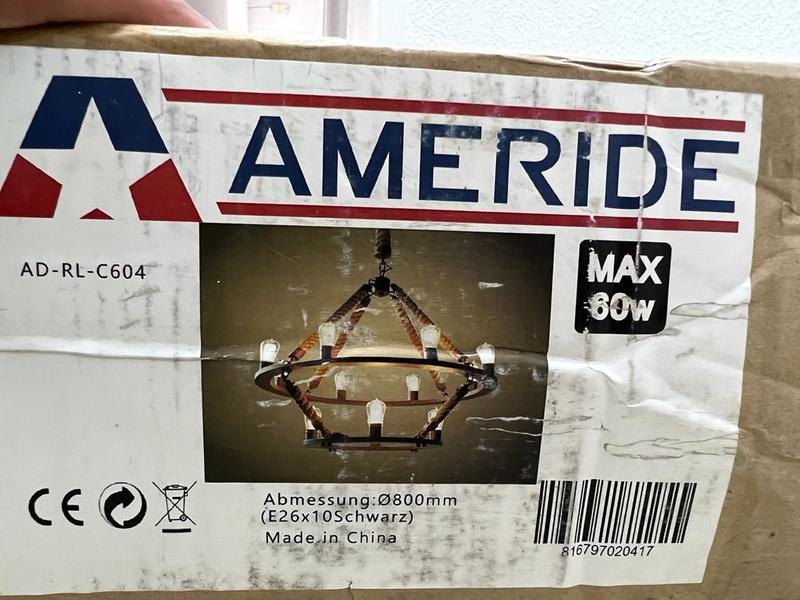 AMERIDE
AD-RL-C604
MAX
60w
CE
Abmessung:Ø800mm
(E26x10Schwarz)
Made in China
816797020417